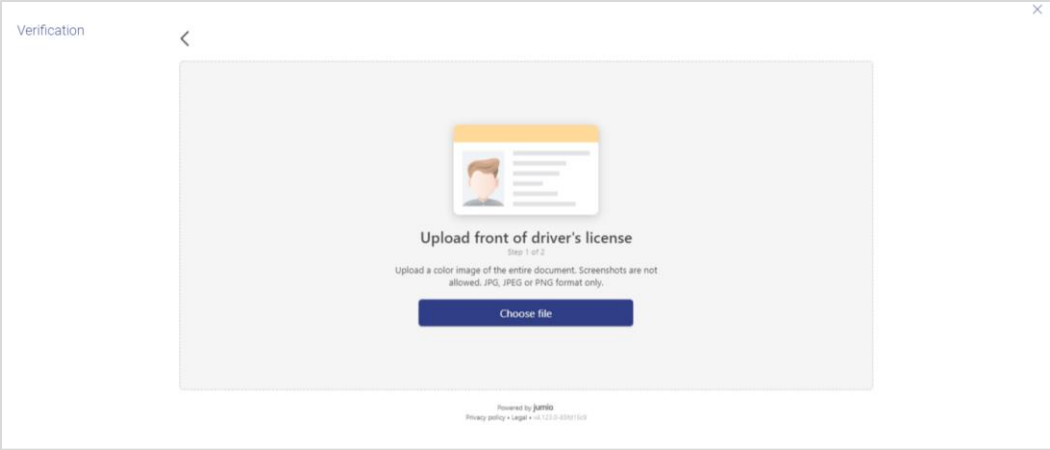 Verification
Upload front of driver's license
Step 1 of 2
Upload a color image of the entire document. Screenshots are not
allowed. JPG, JPEG or PNG format only.
Choose file
Powered by jumio
Privacy policy • Legal •